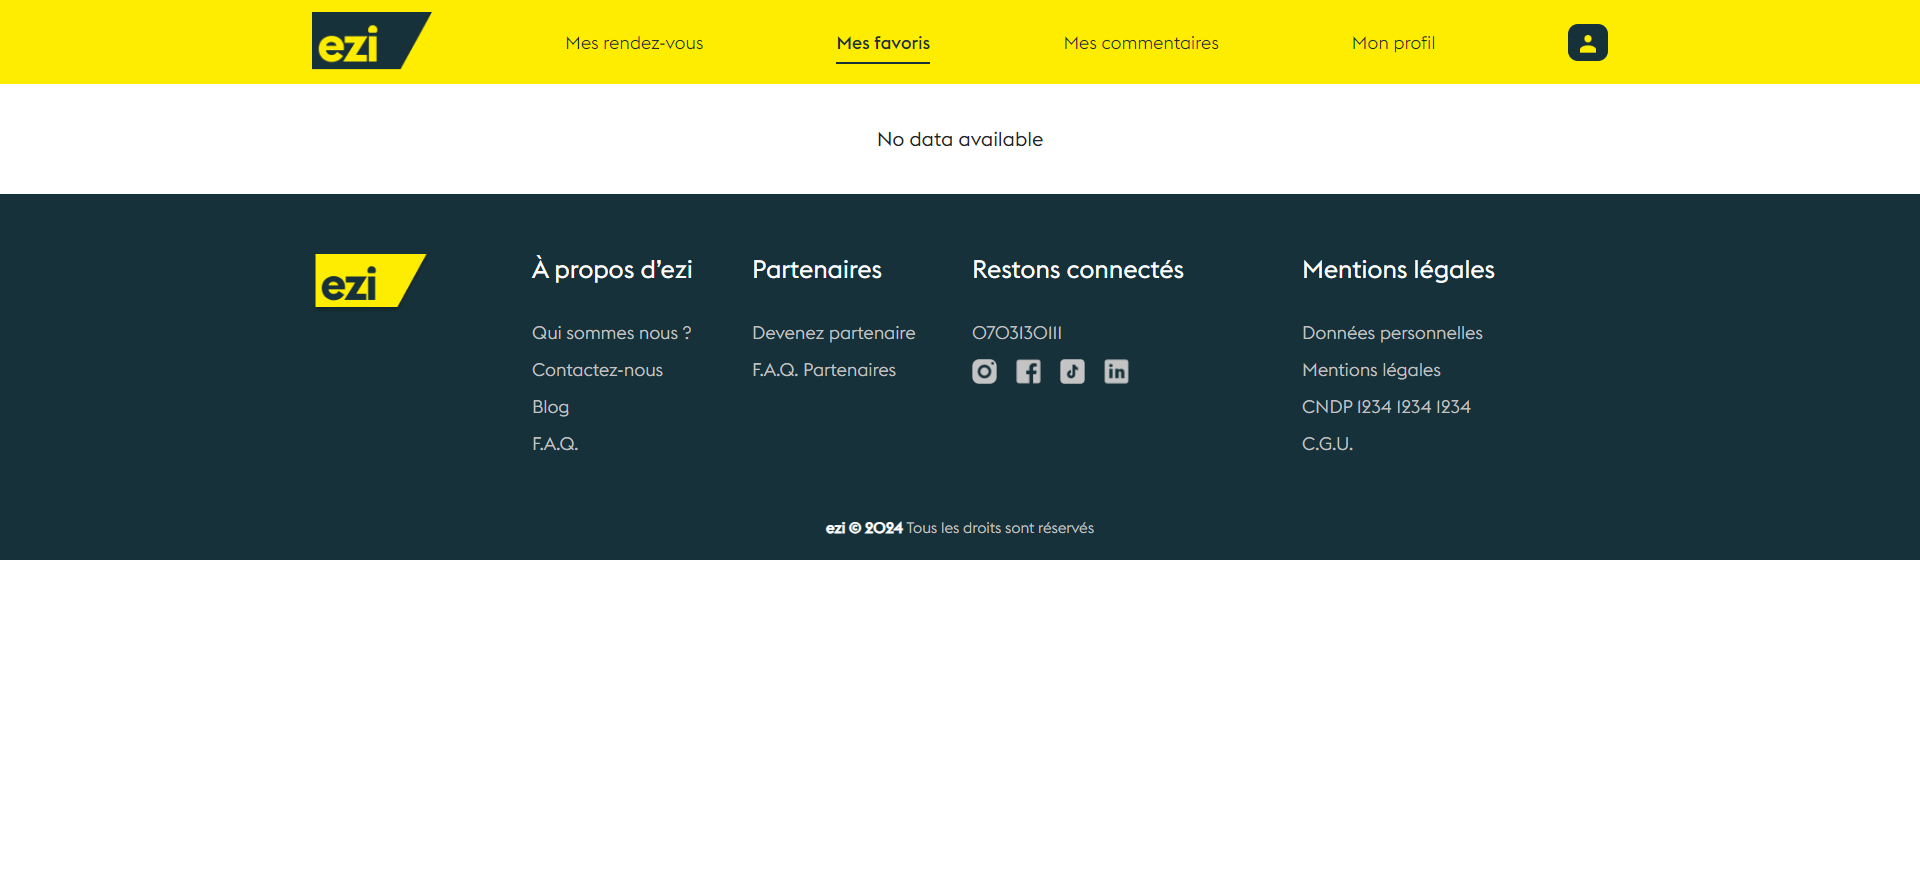 ezi
Mes rendez-vous
Mes favoris
Mes commentaires
Mon profil
No data available
ezi
À propos d’ezi
Qui sommes nous ?
Contactez-nous
Blog
F.A.Q.
Partenaires
Devenez partenaire
F.A.Q. Partenaires
Restons connectés
0703130111
Mentions légales
Données personnelles
Mentions légales
CNDP 1234 1234 1234
C.G.U.
ezi © 2024 Tous les droits sont réservés